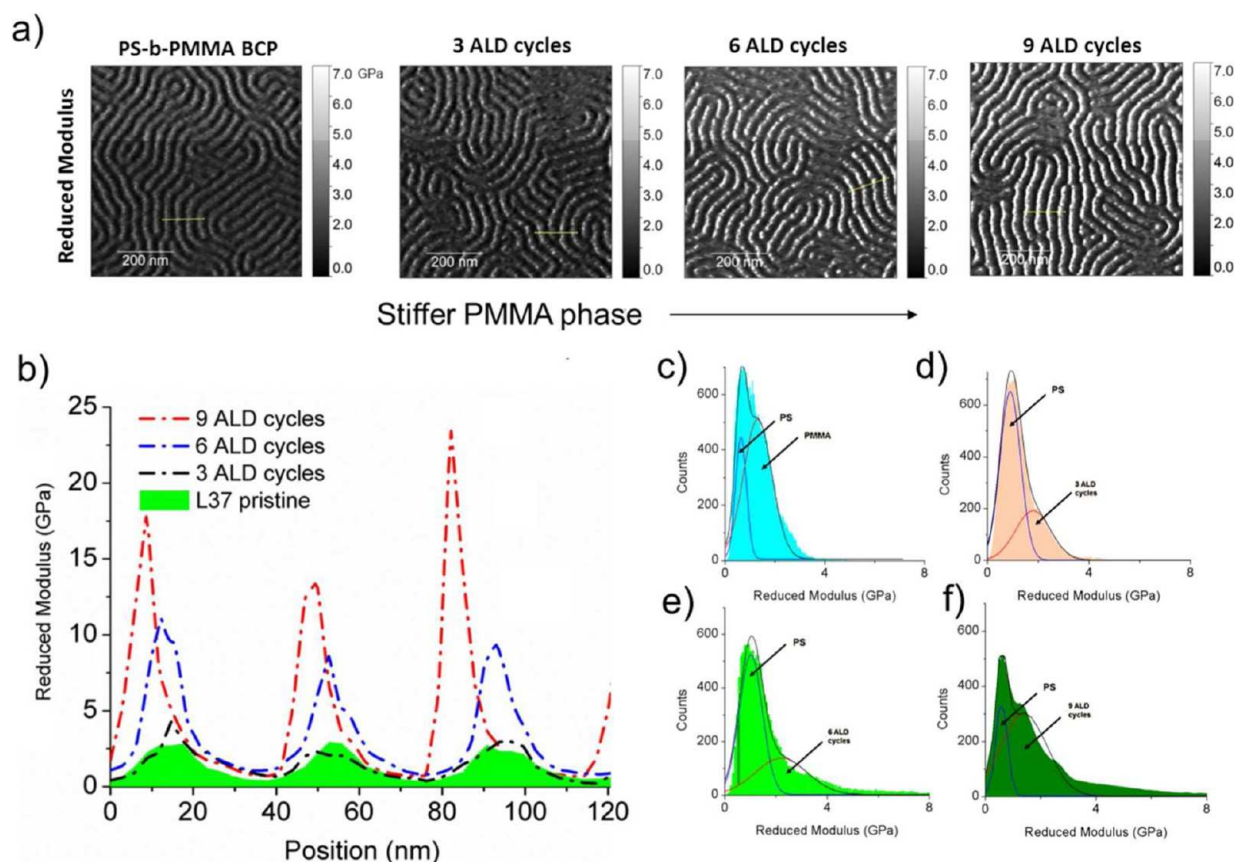 a)
PS-b-PMMA BCP
3 ALD cycles
6 ALD cycles
9 ALD cycles
Reduced Modulus
7.0 GPa
6.0
5.0
4.0
3.0
2.0
1.0
0.0
200 nm
7.0
6.0
5.0
4.0
3.0
2.0
1.0
0.0
200 nm
7.0
6.0
5.0
4.0
3.0
2.0
1.0
0.0
200 nm
7.0
6.0
5.0
4.0
3.0
2.0
1.0
0.0
200 nm
Stiffer PMMA phase
b)
Reduced Modulus (GPa)
25
20
15
10
5
0
9 ALD cycles
6 ALD cycles
3 ALD cycles
L37 pristine
0 20 40 60 80 100 120
Position (nm)
c)
Counts
600
400
200
0
PS
PMMA
0 4 8
Reduced Modulus (GPa)
d)
Counts
600
400
200
0
PS
3 ALD
cycles
0 4 8
Reduced Modulus (GPa)
e)
Counts
600
400
200
0
PS
6 ALD
cycles
0 4 8
Reduced Modulus (GPa)
f)
Counts
600
400
200
0
PS
9 ALD
cycles
0 4 8
Reduced Modulus (GPa)